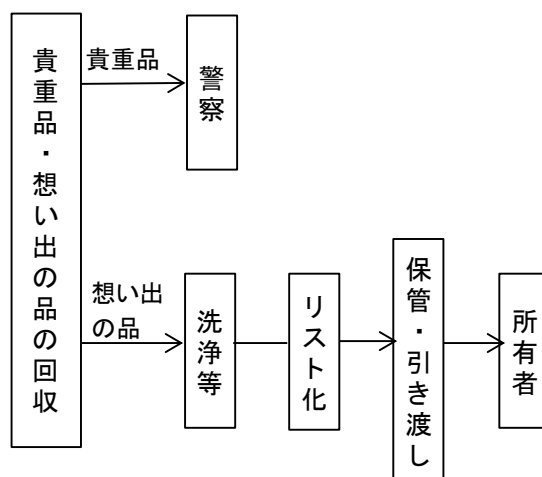 貴重品・想い出の品の回収
貴重品
警察
想い出
の品
洗浄等
リスト化
保管・引き渡し
所有者